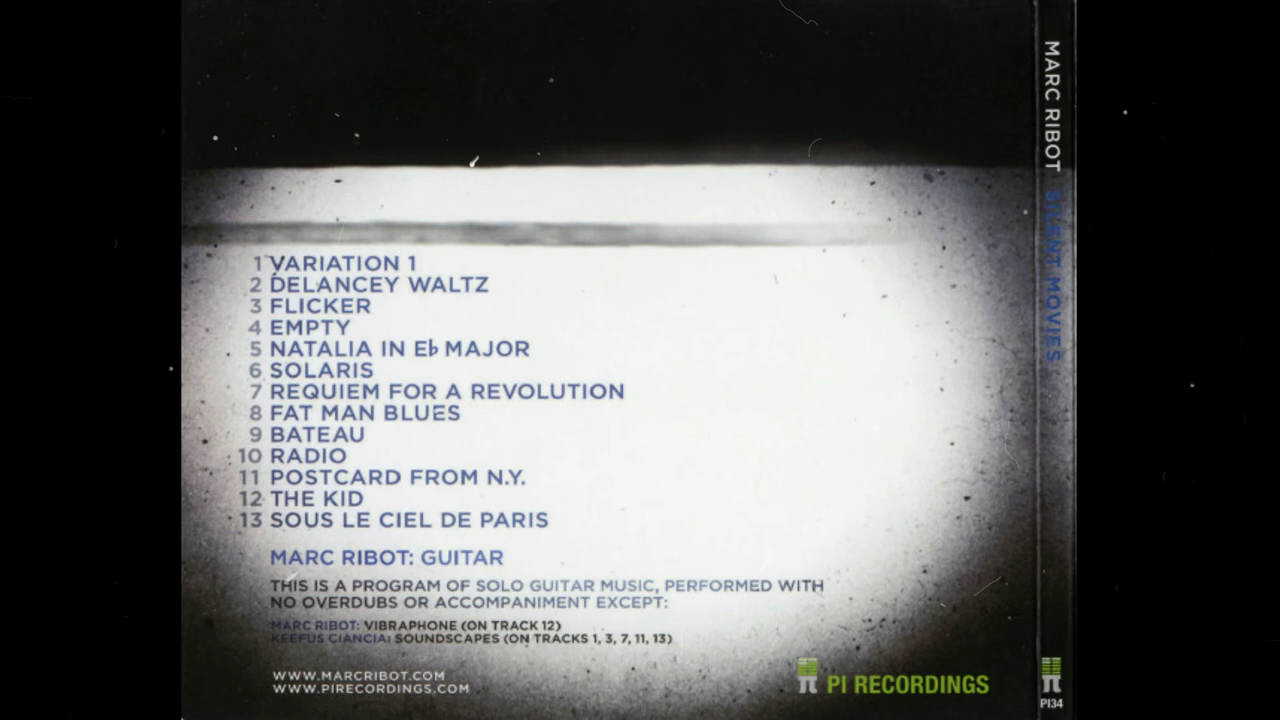 1 VARIATION 1
2 DELANCEY WALTZ
3 FLICKER
4 EMPTY
5 NATALIA IN E♭ MAJOR
6 SOLARIS
7 REQUIEM FOR A REVOLUTION
8 FAT MAN BLUES
9 BATEAU
10 RADIO
11 POSTCARD FROM N.Y.
12 THE KID
13 SOUS LE CIEL DE PARIS
MARC RIBOT: GUITAR
THIS IS A PROGRAM OF SOLO GUITAR MUSIC, PERFORMED WITH
NO OVERDUBS OR ACCOMPANIMENT EXCEPT:
MARC RIBOT: VIBRAPHONE (ON TRACK 12)
KEEFUS CIANCIA: SOUNDSCAPES (ON TRACKS 1, 3, 7, 11, 13)
WWW.MARCRIBOT.COM
WWW.PIRECORDINGS.COM
PI RECORDINGS
MARC RIBOT SILENT MOVIES
PI34